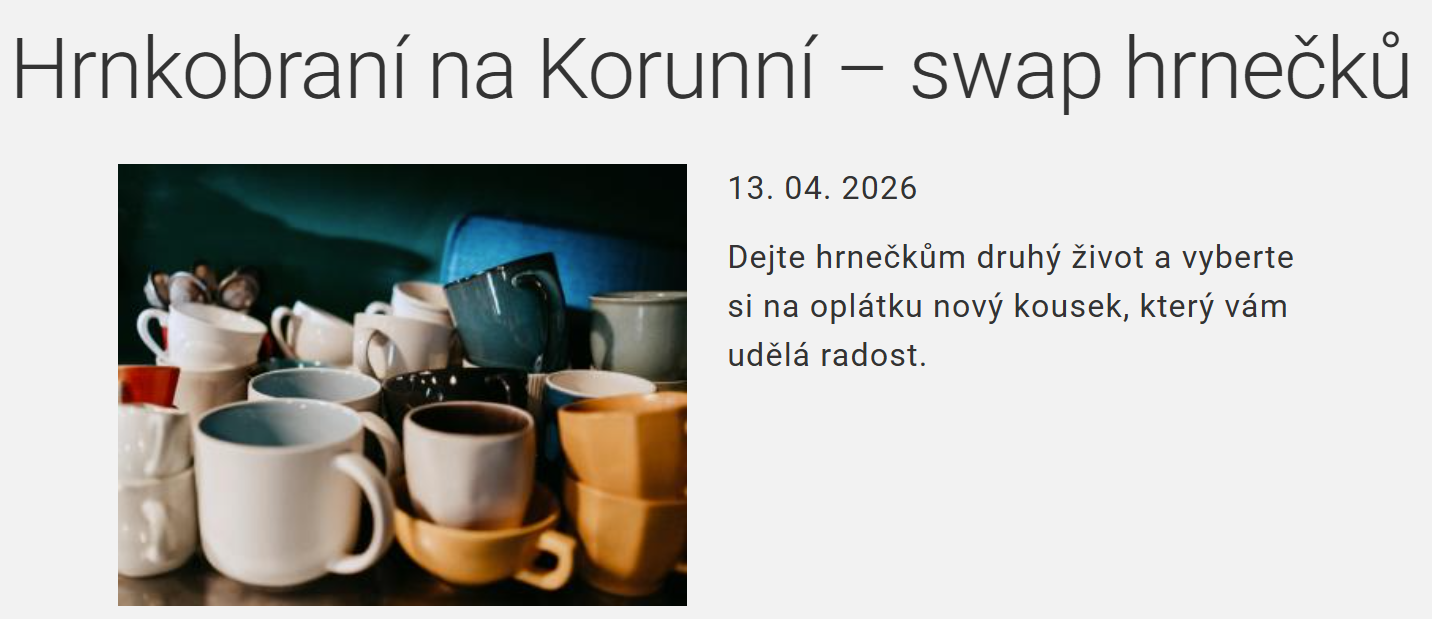 Hrnkobraní na Korunní – swap hrnečků
13. 04. 2026
Dejte hrnečkům druhý život a vyberte
si na oplátku nový kousek, který vám
udělá radost.